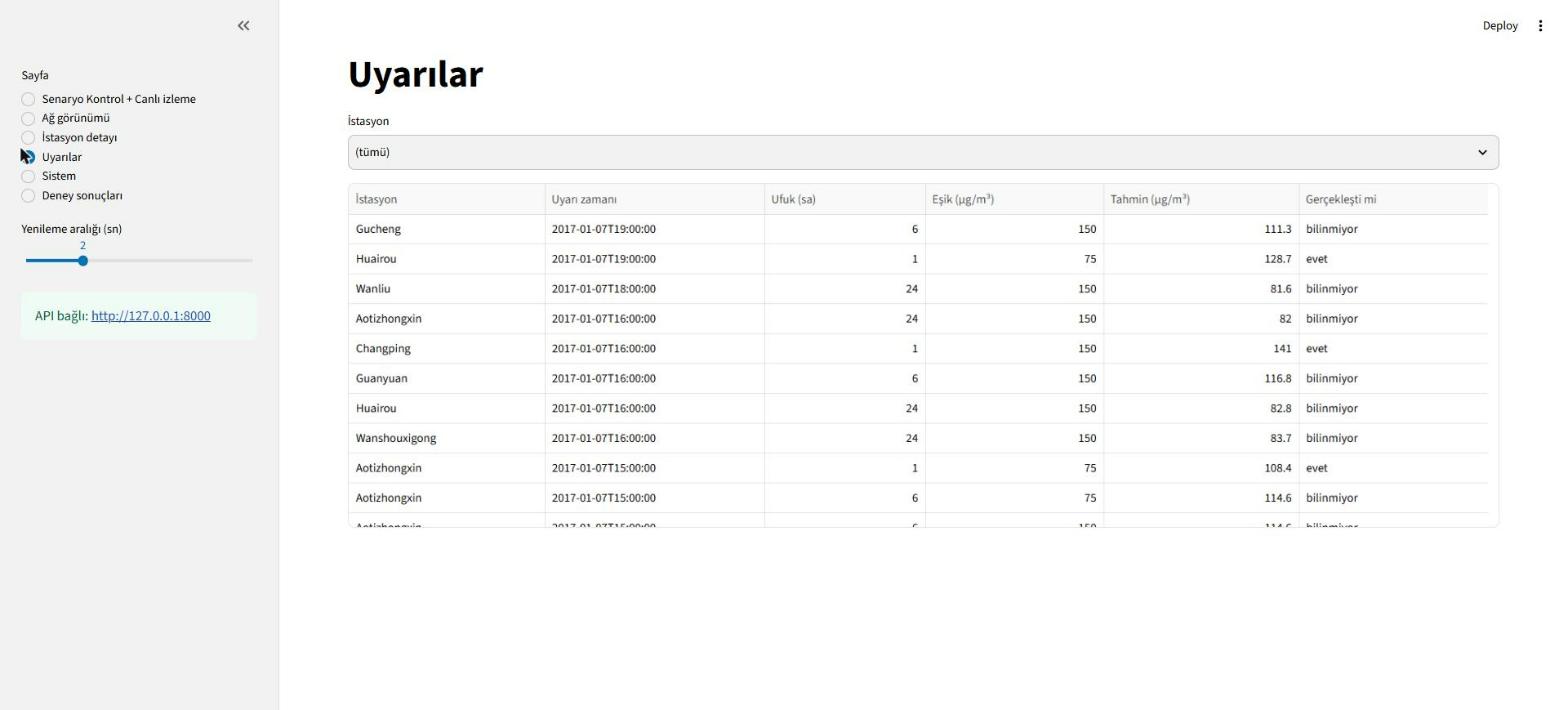 Deploy
Sayfa
Senaryo Kontrol + Canlı izleme
Ağ görünümü
İstasyon detayı
Uyarılar
Sistem
Deney sonuçları
Yenileme aralığı (sn)
2
API bağlı: http://127.0.0.1:8000
Uyarılar
İstasyon
(tümü)
İstasyon Uyarı zamanı Ufuk (sa) Eşik (µg/m³) Tahmin (µg/m³) Gerçekleşti mi
Gucheng 2017-01-07T19:00:00 6 150 111.3 bilinmiyor
Huairou 2017-01-07T19:00:00 1 75 128.7 evet
Wanliu 2017-01-07T18:00:00 24 150 81.6 bilinmiyor
Aotizhongxin 2017-01-07T16:00:00 24 150 82 bilinmiyor
Changping 2017-01-07T16:00:00 1 150 141 evet
Guanyuan 2017-01-07T16:00:00 6 150 116.8 bilinmiyor
Huairou 2017-01-07T16:00:00 24 150 82.8 bilinmiyor
Wanshouxigong 2017-01-07T16:00:00 24 150 83.7 bilinmiyor
Aotizhongxin 2017-01-07T15:00:00 1 75 108.4 evet
Aotizhongxin 2017-01-07T15:00:00 6 75 114.6 bilinmiyor